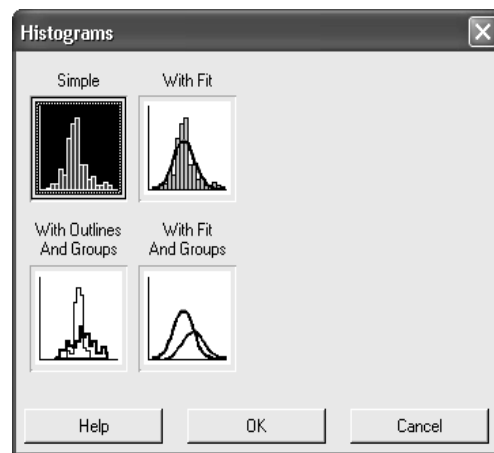 Histograms
Simple
With Fit
With Outlines
And Groups
With Fit
And Groups
Help
OK
Cancel